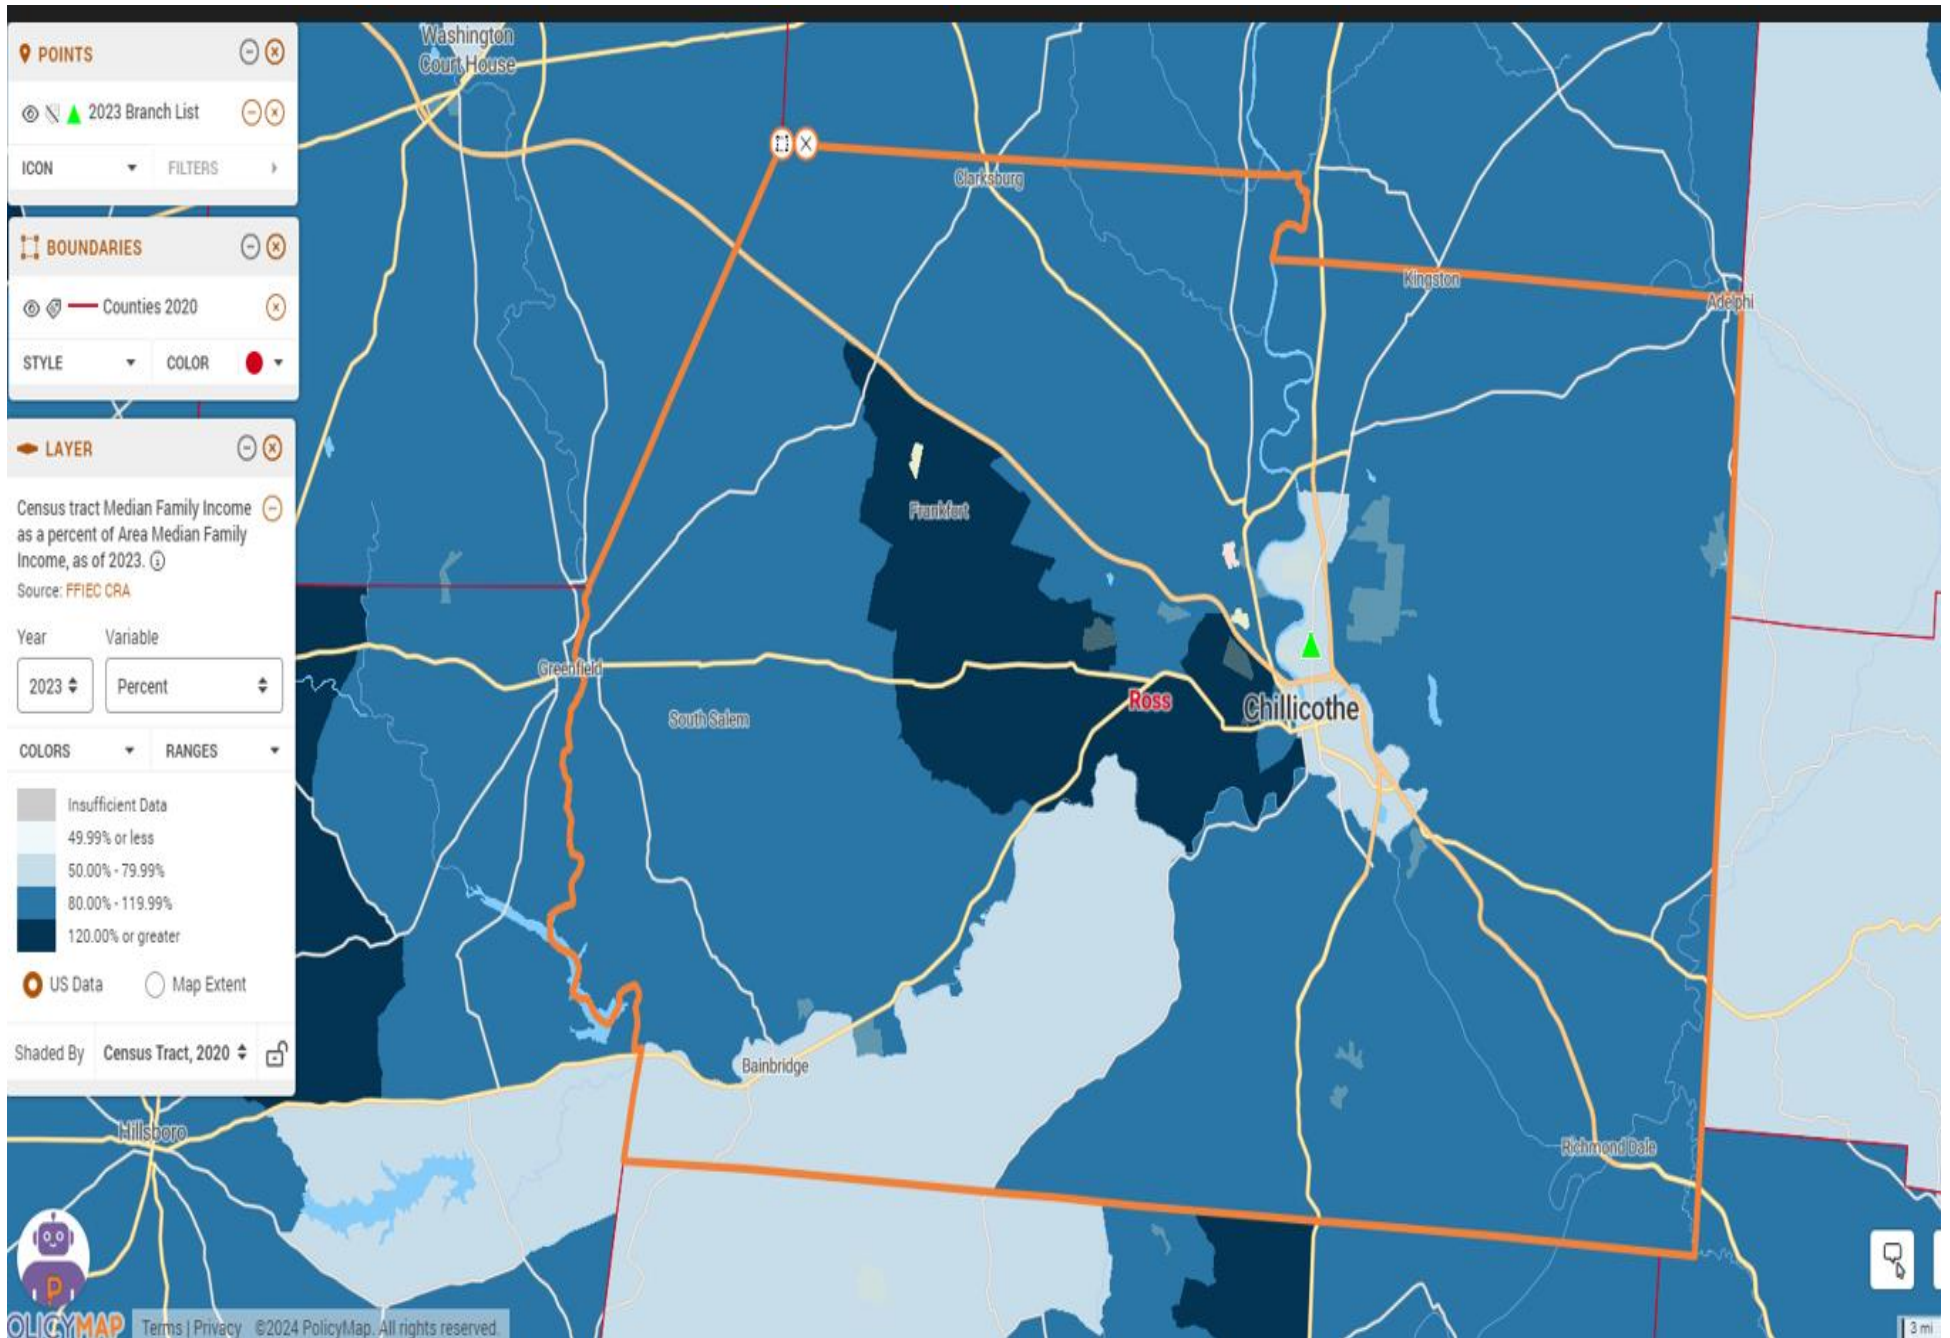 POINTS
2023 Branch List
ICON
FILTERS
BOUNDARIES
Counties 2020
STYLE
COLOR
LAYER
Census tract Median Family Income
as a percent of Area Median Family
Income, as of 2023.
Source: FFIEC CRA
Year
Variable
2023
Percent
COLORS
RANGES
Insufficient Data
49.99% or less
50.00% - 79.99%
80.00% - 119.99%
120.00% or greater
US Data
Map Extent
Shaded By
Census Tract, 2020
Washington
Court House
Clarksburg
Kingston
Adelphi
Frankfort
Greenfield
South Salem
Ross
Chillicothe
Bainbridge
Richmond Dale
Hillsboro
P
OLICYMAP
Terms | Privacy ©2024 PolicyMap. All rights reserved.
3 mi